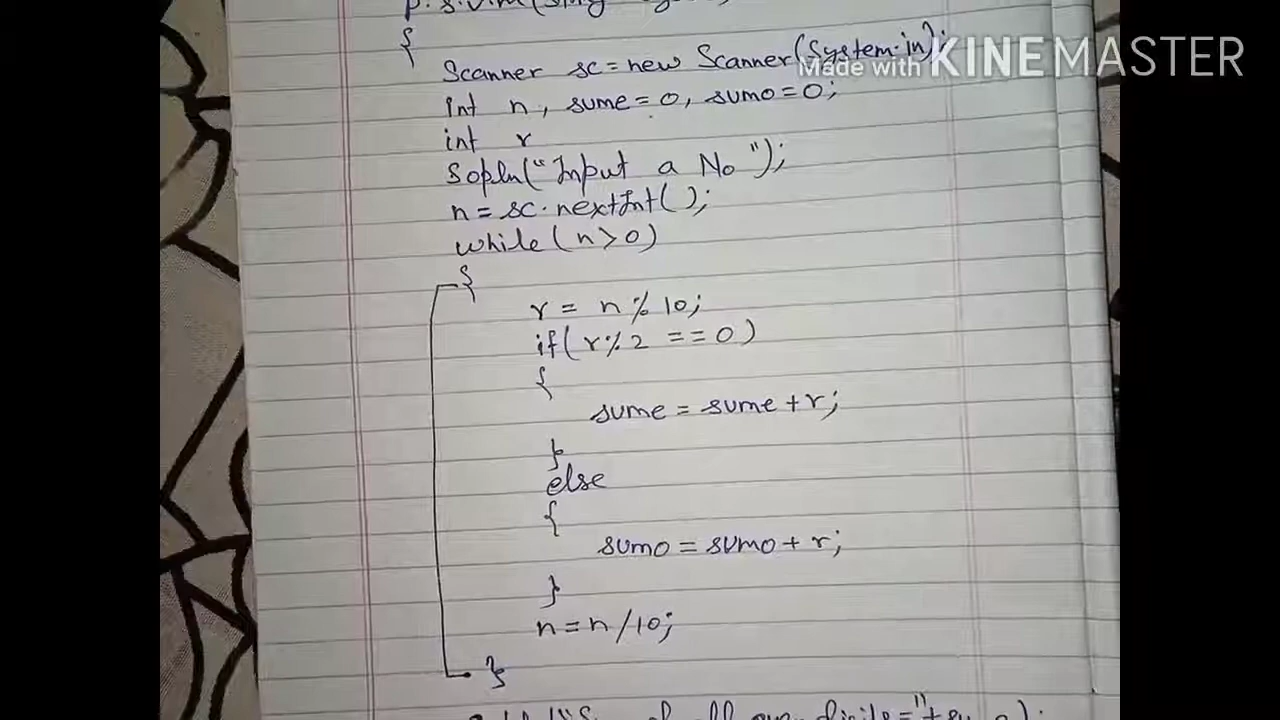 {
Scanner sc = new Scanner(System.in);
Made with KINEMASTER
int n, sume = 0, sumo = 0;
int r
Sopln("Input a No");
n = sc.nextInt();
while (n > 0)
{
r = n % 10;
if( r % 2 == 0 )
{
sume = sume + r;
}
else
{
sumo = sumo + r;
}
n = n / 10;
}